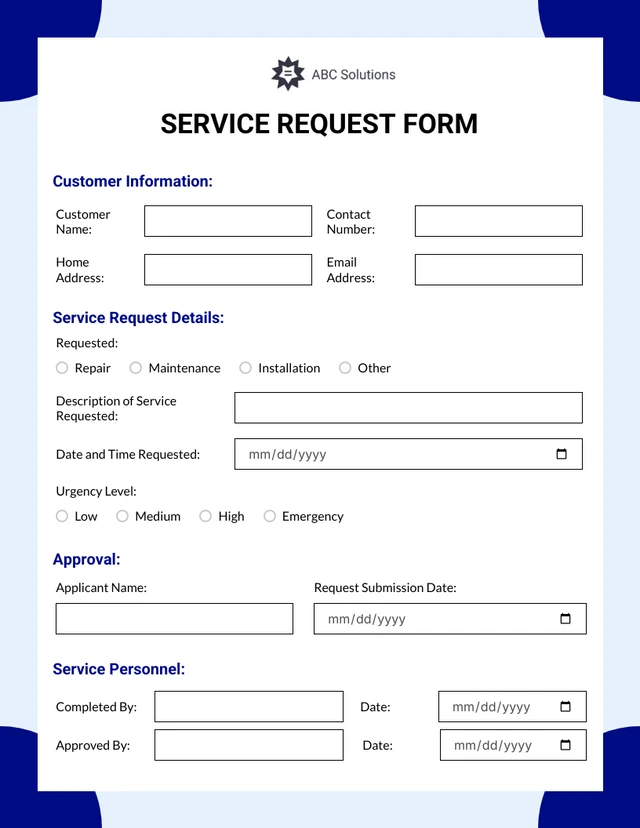 ABC Solutions
SERVICE REQUEST FORM
Customer Information:
Customer
Name:
Contact
Number:
Home
Address:
Email
Address:
Service Request Details:
Requested:
Repair Maintenance Installation Other
Description of Service
Requested:
Date and Time Requested: mm/dd/yyyy
Urgency Level:
Low Medium High Emergency
Approval:
Applicant Name: Request Submission Date:
mm/dd/yyyy
Service Personnel:
Completed By: Date: mm/dd/yyyy
Approved By: Date: mm/dd/yyyy